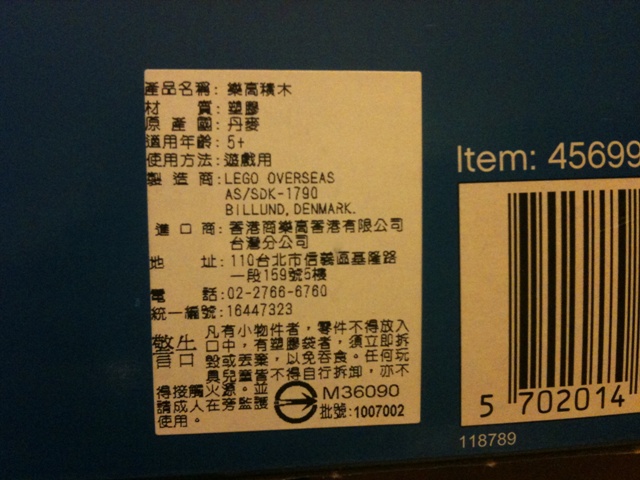 產品名稱: 樂高積木
材 質: 塑膠
原 產 國: 丹麥
適用年齡: 5+
使用方法: 遊戲用
製 造 商: LEGO OVERSEAS
AS/SDK-1790
BILLUND, DENMARK.
進 口 商: 香港商樂高香港有限公司
台灣分公司
地 址: 110台北市信義區基隆路
一段159號5樓
電 話: 02-2766-6760
統一編號: 16447323
警告 凡有小物件者, 零件不得放入
口中, 有塑膠袋者, 須立即拆
毀或丟棄, 以免吞食。任何玩
具兒童皆不得自行拆卸, 亦不
得接觸火源。並
請成人在旁監護
使用。
M36090
批號: 1007002
Item: 45699
5 702014
118789